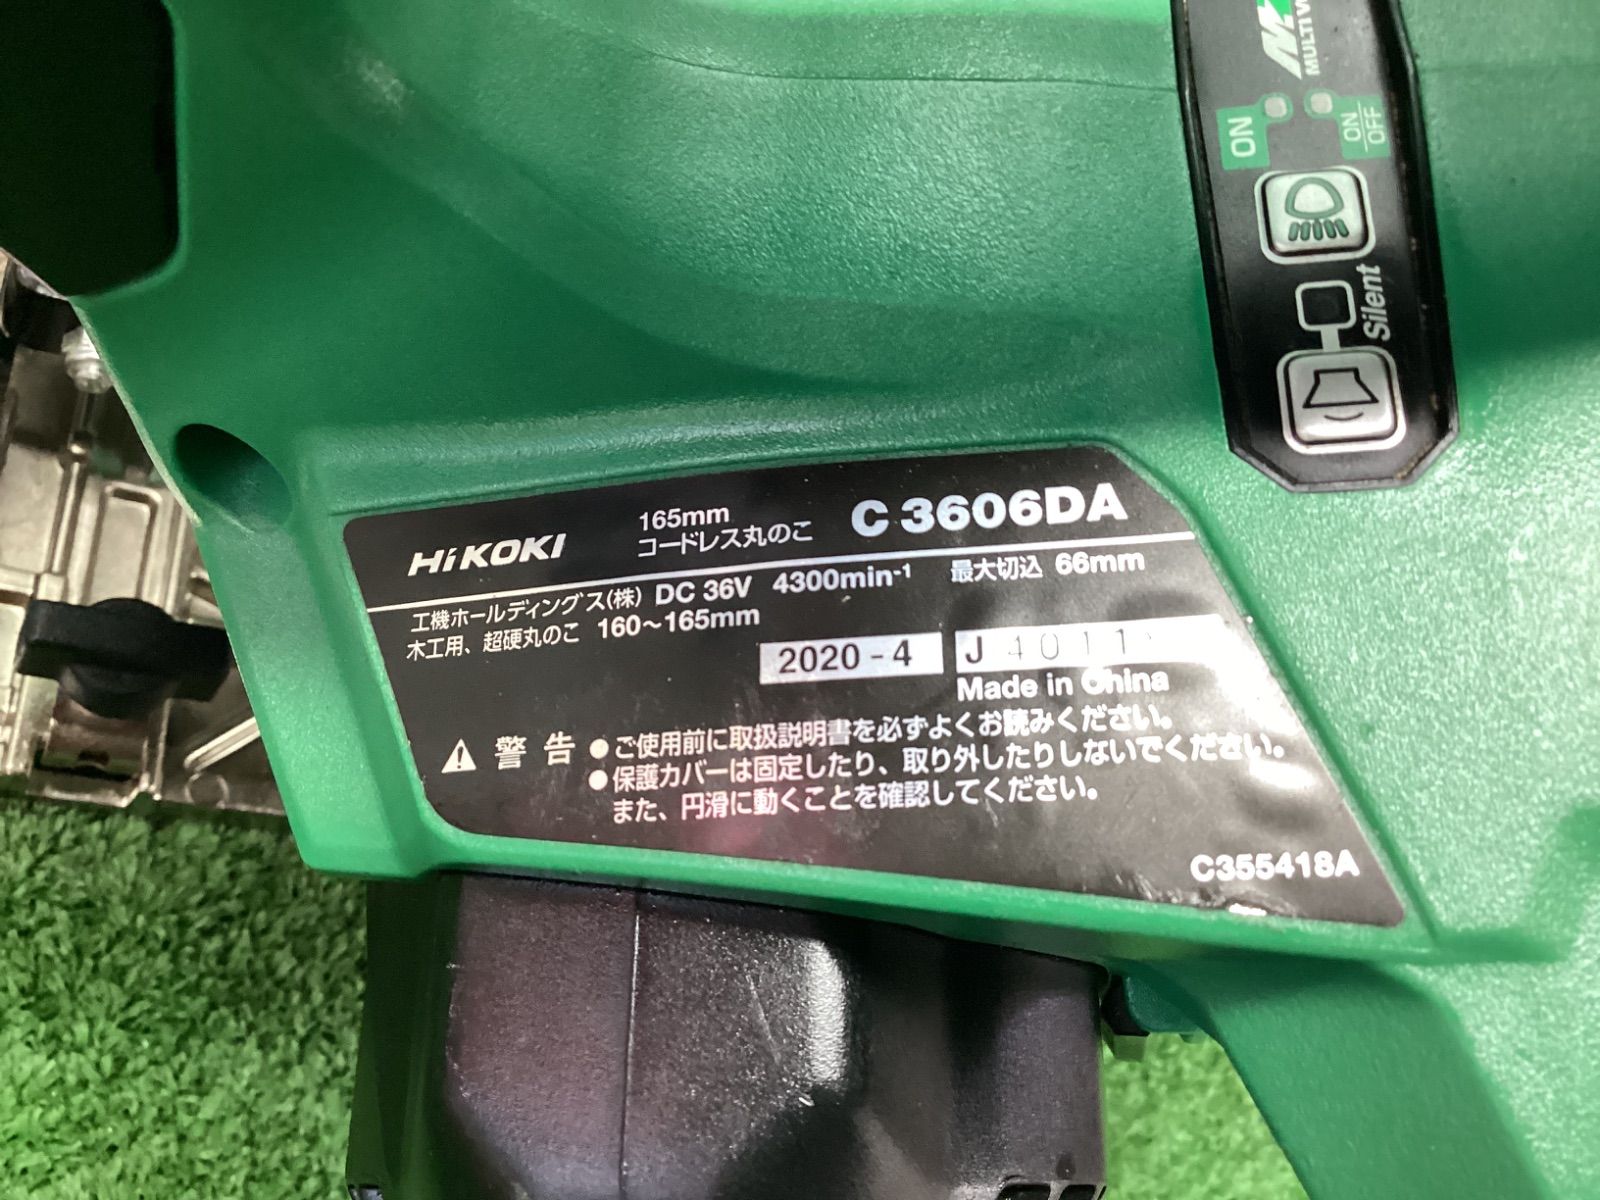 MULTI V
ON
ON
OFF
Silent
HiKOKI
165mm
コードレス丸のこ
C 3606DA
工機ホールディングス(株) DC 36V 4300min⁻¹ 最大切込 66mm
木工用、超硬丸のこ 160～165mm
2020 - 4 J 4011
Made in China
警告 ●ご使用前に取扱説明書を必ずよくお読みください。
●保護カバーは固定したり、取り外したりしないでください。
また、円滑に動くことを確認してください。
C355418A